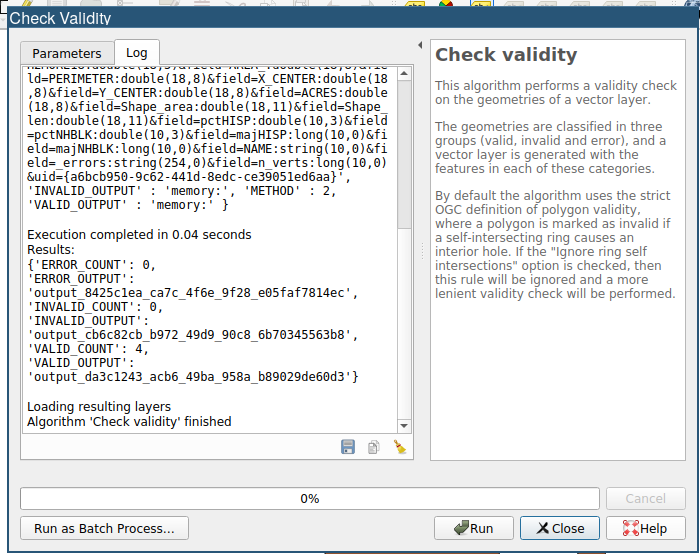 Check Validity
Parameters
Log
ld=PERIMETER:double(18,8)&field=X_CENTER:double(18
,8)&field=Y_CENTER:double(18,8)&field=ACRES:double
(18,8)&field=Shape_area:double(18,11)&field=Shape_
len:double(18,11)&field=pctHISP:double(10,3)&field
=pctNHBLK:double(10,3)&field=majHISP:long(10,0)&fi
eld=majNHBLK:long(10,0)&field=NAME:string(10,0)&fi
eld=_errors:string(254,0)&field=n_verts:long(10,0)
&uid={a6bcb950-9c62-441d-8edc-ce39051ed6aa}',
'INVALID_OUTPUT' : 'memory:', 'METHOD' : 2,
'VALID_OUTPUT' : 'memory:' }
Execution completed in 0.04 seconds
Results:
{'ERROR_COUNT': 0,
'ERROR_OUTPUT':
'output_8425c1ea_ca7c_4f6e_9f28_e05faf7814ec',
'INVALID_COUNT': 0,
'INVALID_OUTPUT':
'output_cb6c82cb_b972_49d9_90c8_6b70345563b8',
'VALID_COUNT': 4,
'VALID_OUTPUT':
'output_da3c1243_acb6_49ba_958a_b89029de60d3'}
Loading resulting layers
Algorithm 'Check validity' finished
Check validity
This algorithm performs a validity check
on the geometries of a vector layer.
The geometries are classified in three
groups (valid, invalid and error), and a
vector layer is generated with the
features in each of these categories.
By default the algorithm uses the strict
OGC definition of polygon validity,
where a polygon is marked as invalid if
a self-intersecting ring causes an
interior hole. If the "Ignore ring self
intersections" option is checked, then
this rule will be ignored and a more
lenient validity check will be performed.
0%
Cancel
Run as Batch Process...
Run
Close
Help